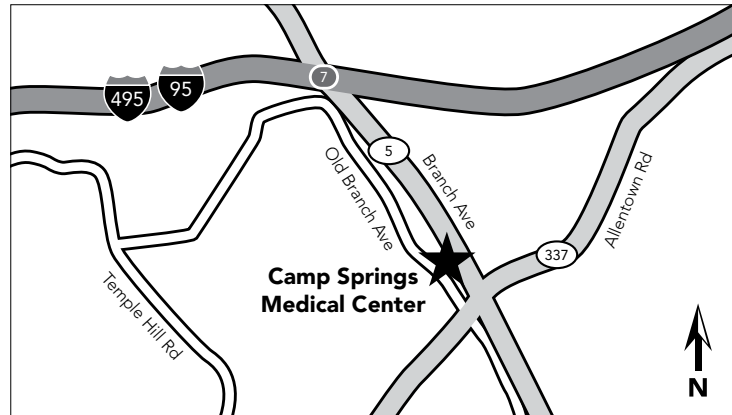 7
495
95
5
Branch Ave
Old Branch Ave
Allentown Rd
337
Camp Springs
Medical Center
Temple Hill Rd
N